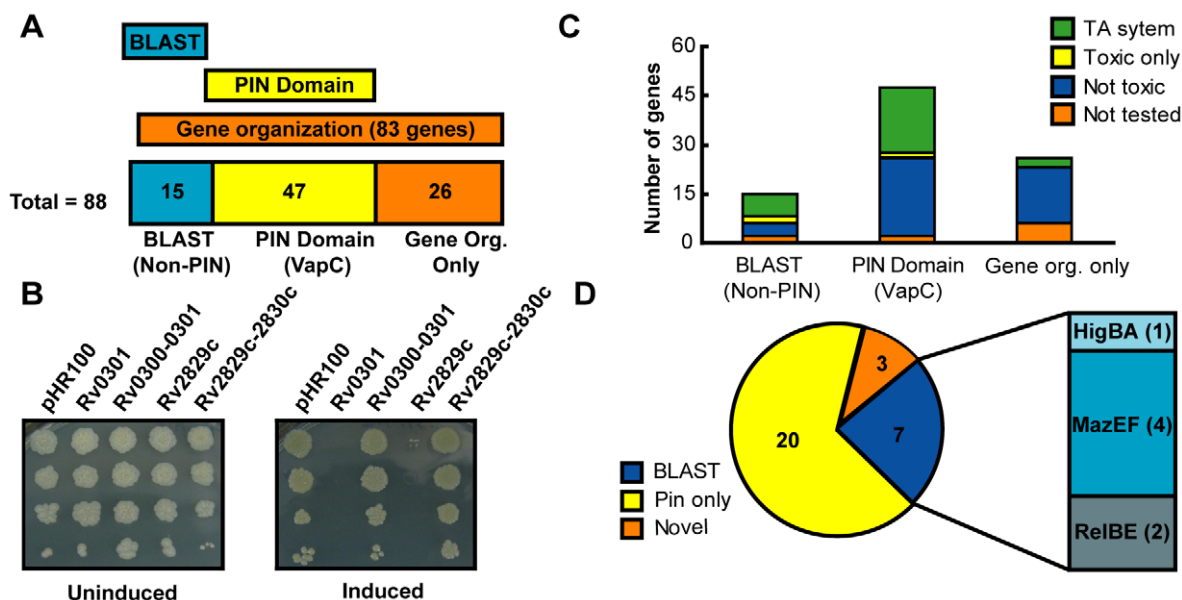 A
BLAST
PIN Domain
Gene organization (83 genes)
Total = 88
15
47
26
BLAST
(Non-PIN)
PIN Domain
(VapC)
Gene Org.
Only
B
pHR100
Rv0301
Rv0300-0301
Rv2829c
Rv2829c-2830c
Uninduced
pHR100
Rv0301
Rv0300-0301
Rv2829c
Rv2829c-2830c
Induced
C
TA sytem
Toxic only
Not toxic
Not tested
Number of genes
60
45
30
15
0
BLAST
(Non-PIN)
PIN Domain
(VapC)
Gene org. only
D
3
20
7
BLAST
Pin only
Novel
HigBA (1)
MazEF (4)
RelBE (2)